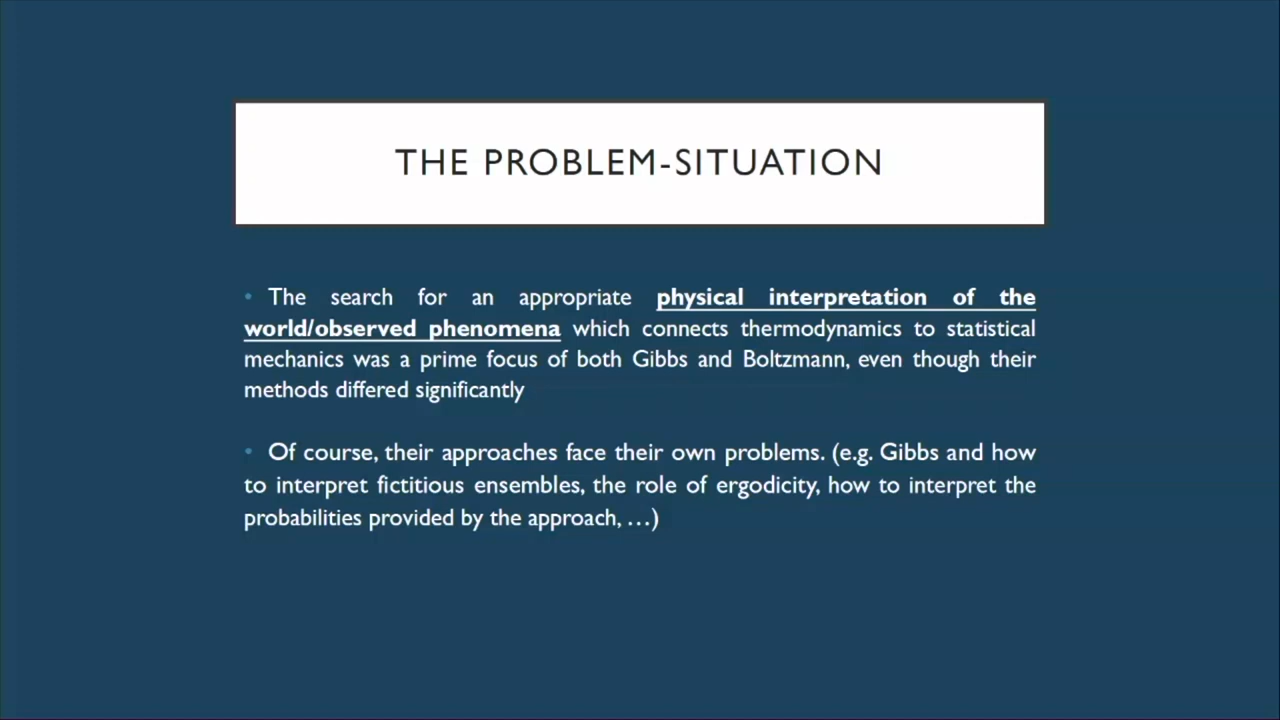 THE PROBLEM-SITUATION
• The search for an appropriate physical interpretation of the
world/observed phenomena which connects thermodynamics to statistical
mechanics was a prime focus of both Gibbs and Boltzmann, even though their
methods differed significantly
• Of course, their approaches face their own problems. (e.g. Gibbs and how
to interpret fictitious ensembles, the role of ergodicity, how to interpret the
probabilities provided by the approach, …)